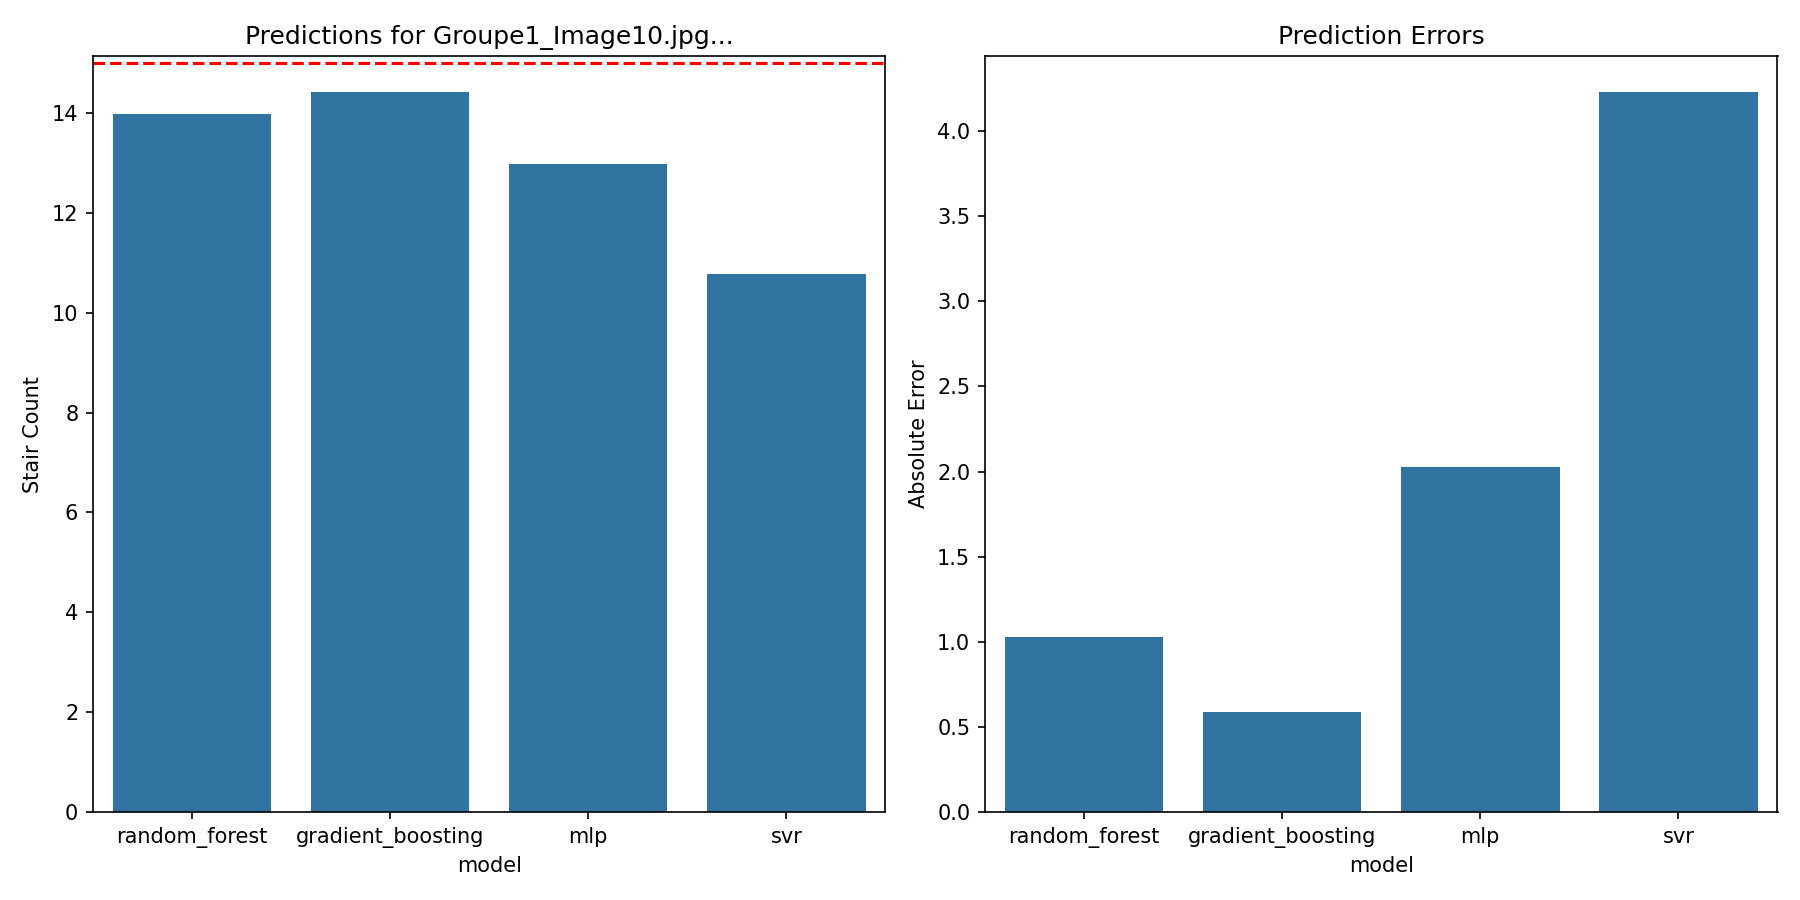 Predictions for Groupe1_Image10.jpg...
Stair Count
14
12
10
8
6
4
2
0
random_forest gradient_boosting mlp svr
model
Prediction Errors
Absolute Error
4.0
3.5
3.0
2.5
2.0
1.5
1.0
0.5
0.0
random_forest gradient_boosting mlp svr
model